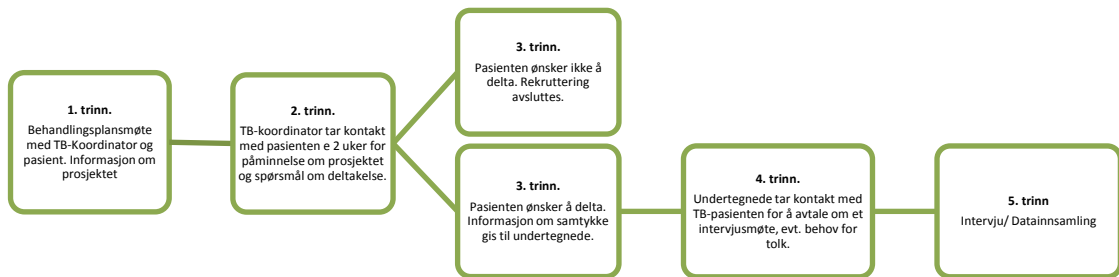 1. trinn.
Behandlingsplansmøte
med TB-Koordinator og
pasient. Informasjon om
prosjektet
2. trinn.
TB-koordinator tar kontakt
med pasienten e 2 uker for
påminnelse om prosjektet
og spørsmål om deltakelse.
3. trinn.
Pasienten ønsker ikke å
delta. Rekruttering
avsluttes.
3. trinn.
Pasienten ønsker å delta.
Informasjon om samtykke
gis til undertegnede.
4. trinn.
Undertegnede tar kontakt med
TB-pasienten for å avtale om et
intervjusmøte, evt. behov for
tolk.
5. trinn
Intervju/ Datainnsamling